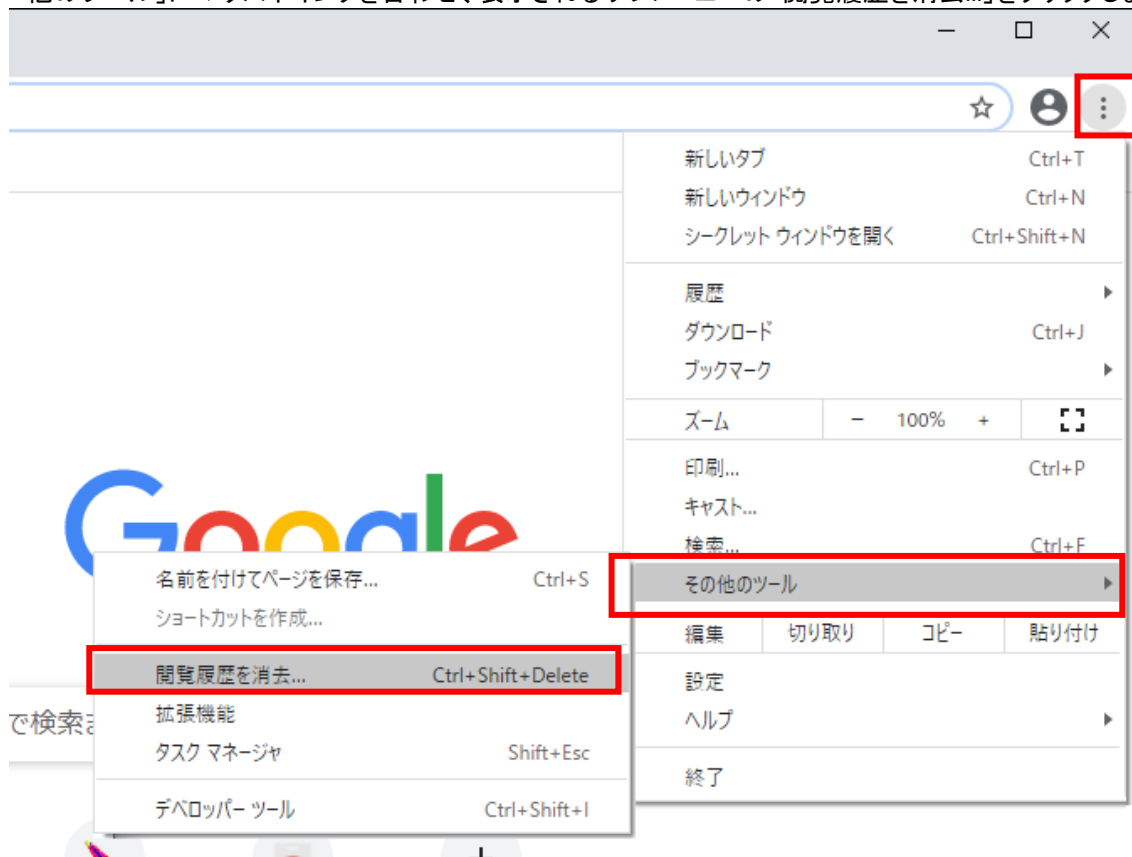 新しいタブ Ctrl+T
新しいウィンドウ Ctrl+N
シークレット ウィンドウを開く Ctrl+Shift+N
履歴
ダウンロード Ctrl+J
ブックマーク
ズーム － 100% +
印刷... Ctrl+P
キャスト...
検索... Ctrl+F
その他のツール
編集 切り取り コピー 貼り付け
設定
ヘルプ
終了
Google
名前を付けてページを保存... Ctrl+S
ショートカットを作成...
閲覧履歴を消去... Ctrl+Shift+Delete
拡張機能
タスク マネージャ Shift+Esc
デベロッパー ツール Ctrl+Shift+I
で検索